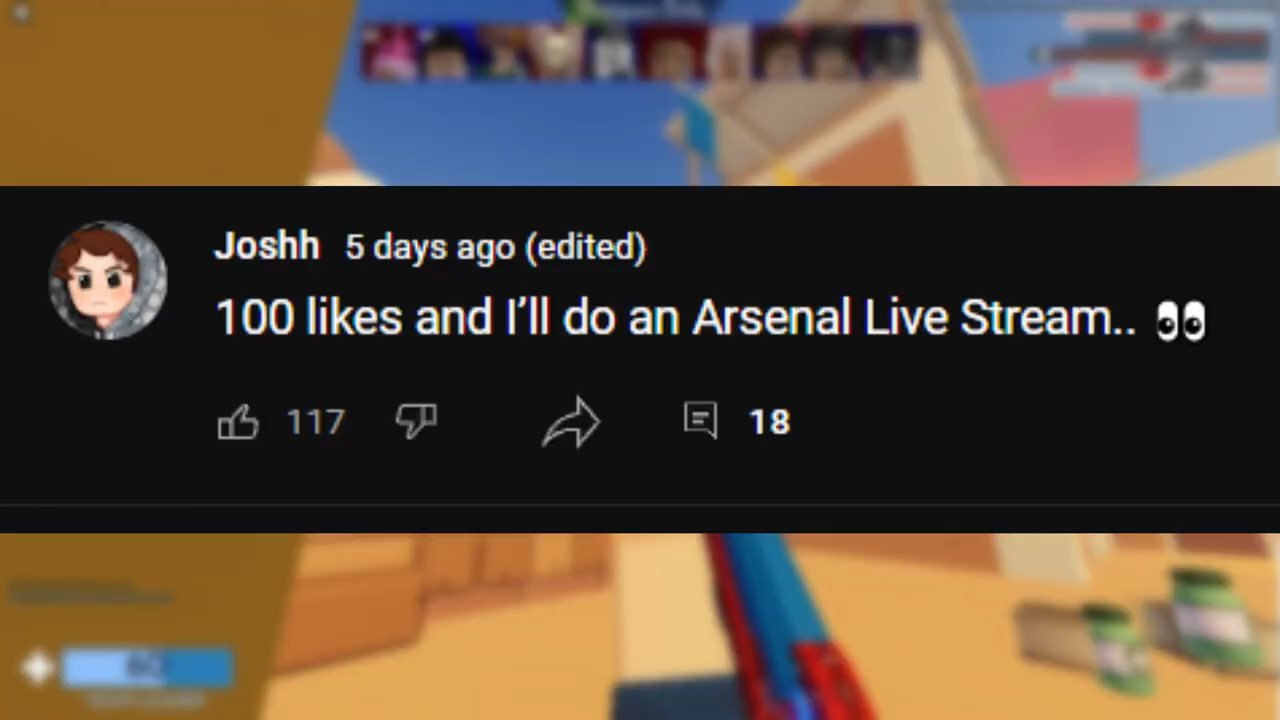 Joshh 5 days ago (edited)
100 likes and I’ll do an Arsenal Live Stream.. 👀
117 18